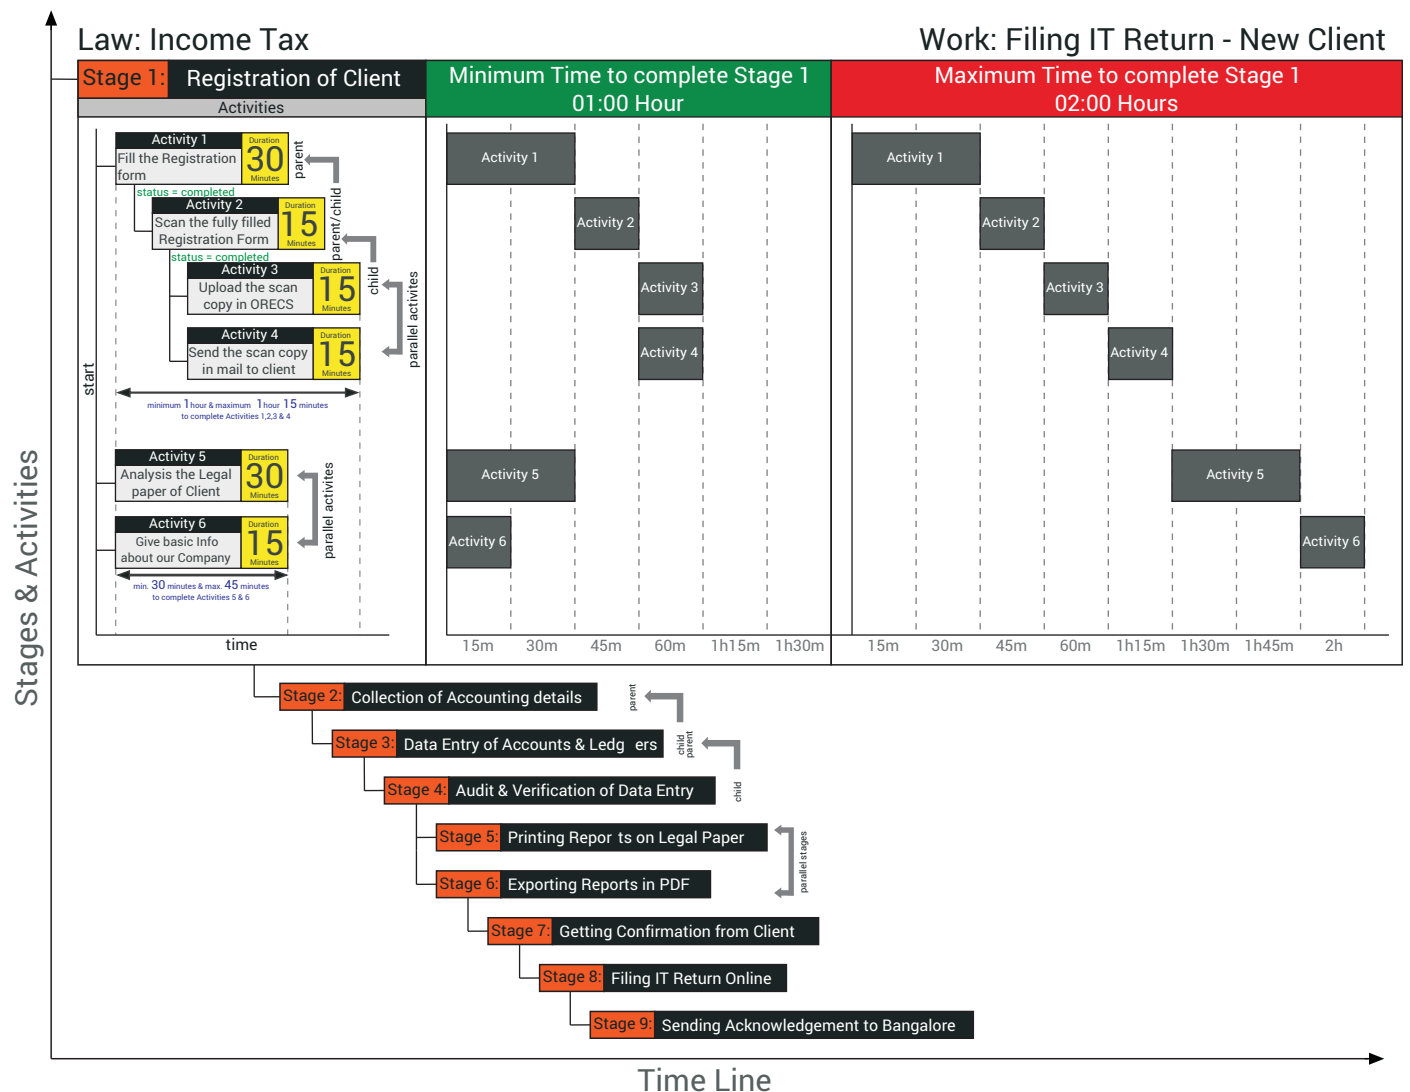 Law: Income Tax
Work: Filing IT Return - New Client
Stage 1:
Registration of Client
Activities
Minimum Time to complete Stage 1
01:00 Hour
Maximum Time to complete Stage 1
02:00 Hours
Activity 1
Fill the Registration
form
Duration
30
Minutes
parent
status = completed
Activity 2
Scan the fully filled
Registration Form
Duration
15
Minutes
parent/child
status = completed
Activity 3
Upload the scan
copy in ORECS
Duration
15
Minutes
child
Activity 4
Send the scan copy
in mail to client
Duration
15
Minutes
parallel activites
start
minimum 1hour & maximum 1hour 15 minutes
to complete Activities 1,2,3 & 4
Activity 5
Analysis the Legal
paper of Client
Duration
30
Minutes
Activity 6
Give basic Info
about our Company
Duration
15
Minutes
parallel activites
min. 30 minutes & max. 45 minutes
to complete Activities 5 & 6
time
Activity 1
Activity 2
Activity 3
Activity 4
Activity 5
Activity 6
15m 30m 45m 60m 1h15m 1h30m
Activity 1
Activity 2
Activity 3
Activity 4
Activity 5
Activity 6
15m 30m 45m 60m 1h15m 1h30m 1h45m 2h
Stages & Activities
Stage 2: Collection of Accounting details
parent
Stage 3: Data Entry of Accounts & Ledg ers
child
parent
Stage 4: Audit & Verification of Data Entry
child
Stage 5: Printing Repor ts on Legal Paper
Stage 6: Exporting Reports in PDF
parallel stages
Stage 7: Getting Confirmation from Client
Stage 8: Filing IT Return Online
Stage 9: Sending Acknowledgement to Bangalore
Time Line